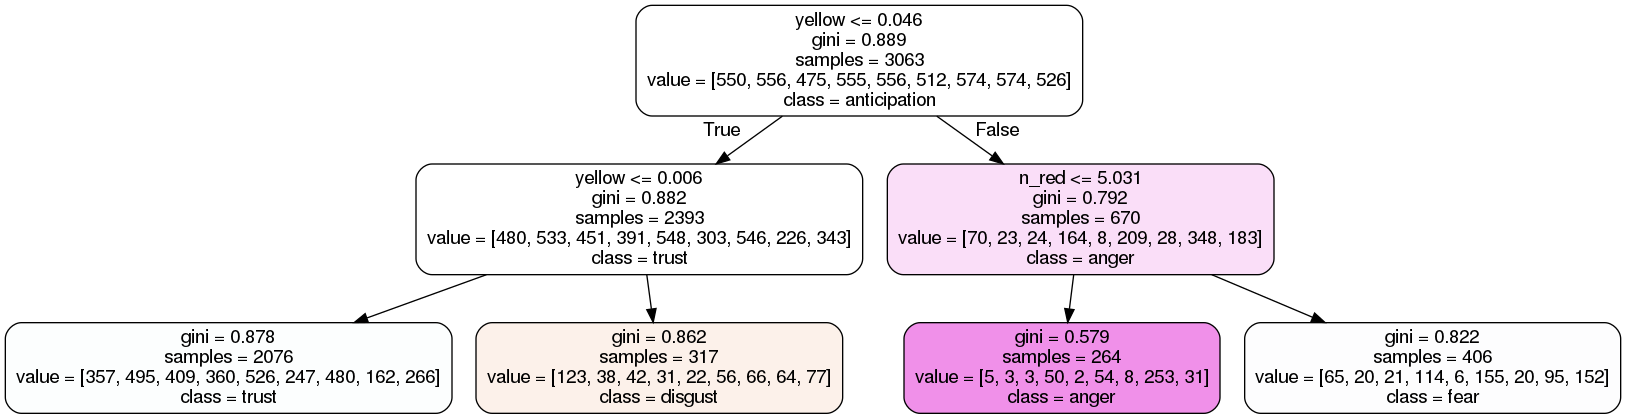 yellow <= 0.046
gini = 0.889
samples = 3063
value = [550, 556, 475, 555, 556, 512, 574, 574, 526]
class = anticipation
True
False
yellow <= 0.006
gini = 0.882
samples = 2393
value = [480, 533, 451, 391, 548, 303, 546, 226, 343]
class = trust
n_red <= 5.031
gini = 0.792
samples = 670
value = [70, 23, 24, 164, 8, 209, 28, 348, 183]
class = anger
gini = 0.878
samples = 2076
value = [357, 495, 409, 360, 526, 247, 480, 162, 266]
class = trust
gini = 0.862
samples = 317
value = [123, 38, 42, 31, 22, 56, 66, 64, 77]
class = disgust
gini = 0.579
samples = 264
value = [5, 3, 3, 50, 2, 54, 8, 253, 31]
class = anger
gini = 0.822
samples = 406
value = [65, 20, 21, 114, 6, 155, 20, 95, 152]
class = fear